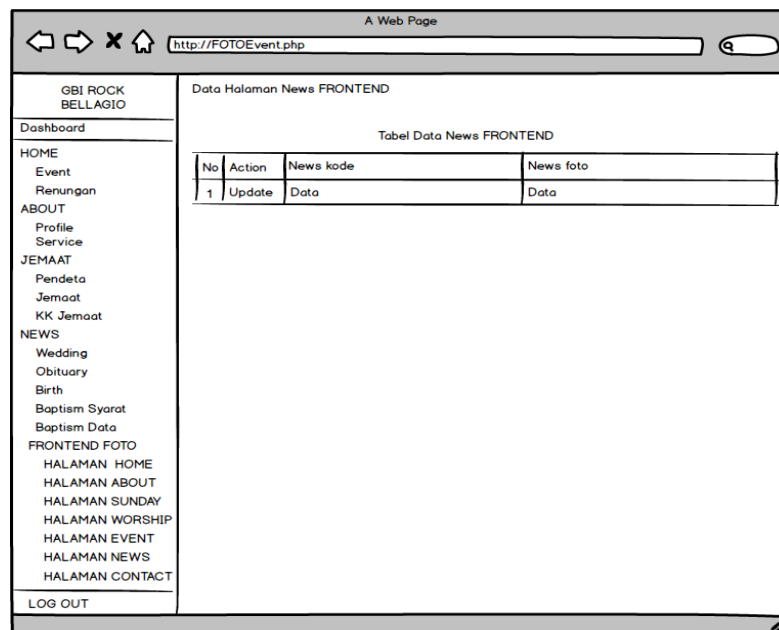 A Web Page
http://FOTOEvent.php
GBI ROCK
BELLAGIO
Dashboard
HOME
Event
Renungan
ABOUT
Profile
Service
JEMAAT
Pendeta
Jemaat
KK Jemaat
NEWS
Wedding
Obituary
Birth
Baptism Syarat
Baptism Data
FRONTEND FOTO
HALAMAN HOME
HALAMAN ABOUT
HALAMAN SUNDAY
HALAMAN WORSHIP
HALAMAN EVENT
HALAMAN NEWS
HALAMAN CONTACT
LOG OUT
Data Halaman News FRONTEND
Tabel Data News FRONTEND
No Action News kode News foto
1 Update Data Data